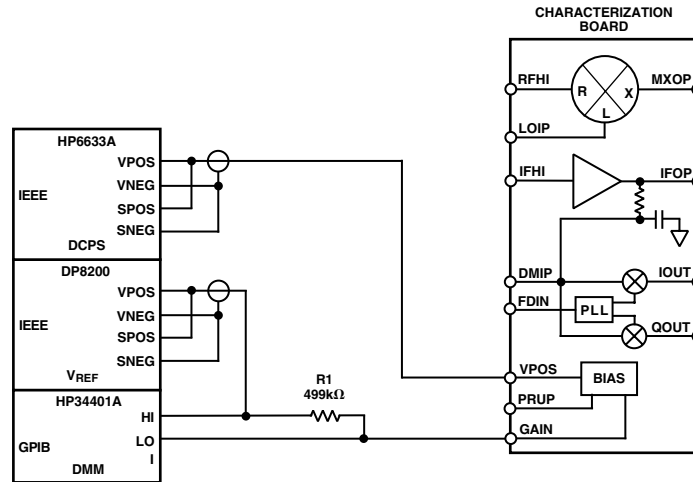 CHARACTERIZATION
BOARD
RFHI
R
X
L
MXOP
LOIP
IFHI
IFOP
DMIP
IOUT
FDIN
PLL
QOUT
VPOS
BIAS
PRUP
GAIN
HP6633A
VPOS
VNEG
IEEE
SPOS
SNEG
DCPS
DP8200
VPOS
VNEG
IEEE
SPOS
SNEG
VREF
HP34401A
HI
GPIB
LO
I
DMM
R1
499kΩ